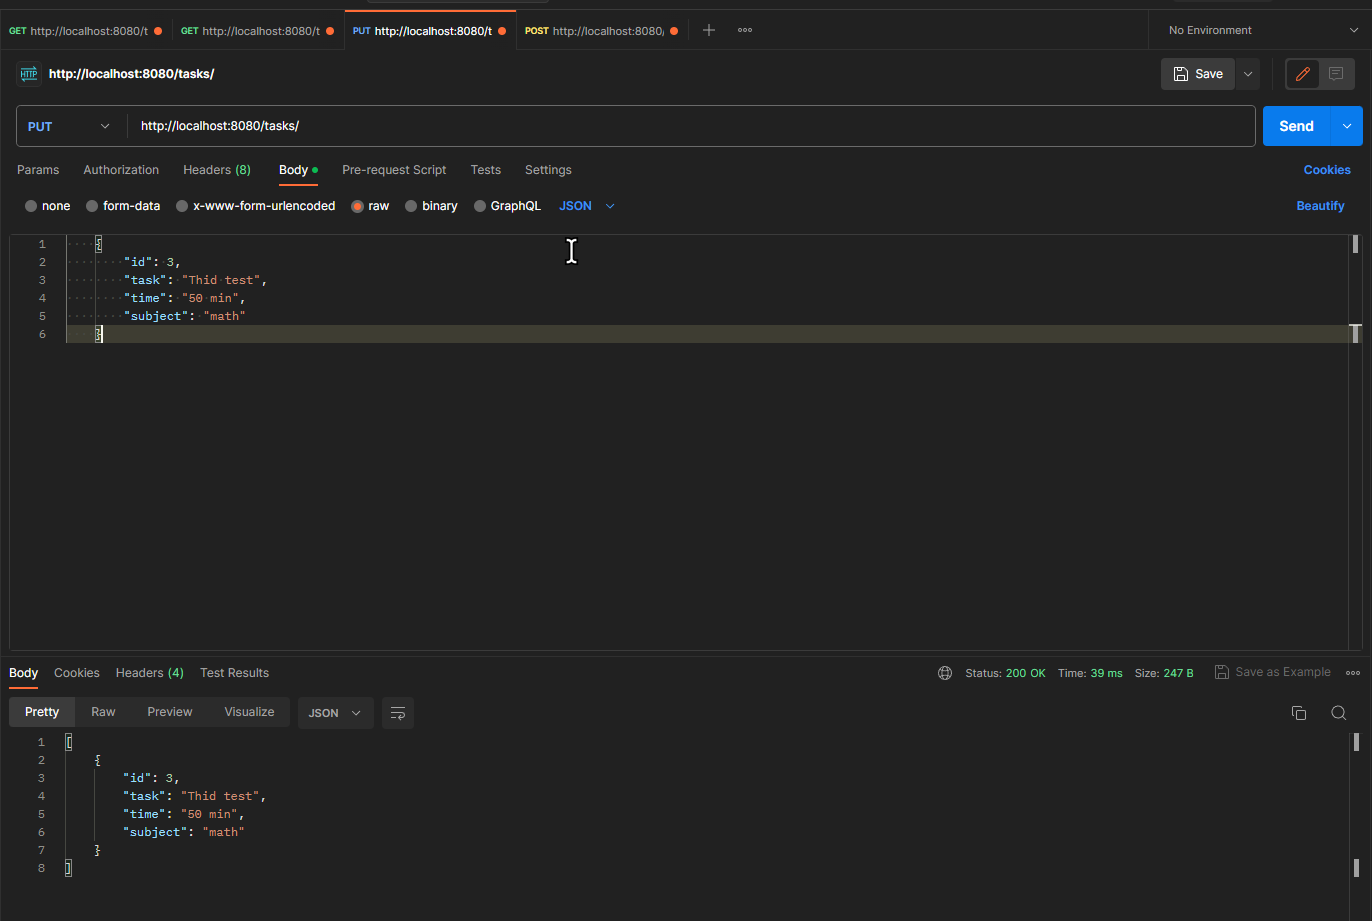 GET http://localhost:8080/t GET http://localhost:8080/t PUT http://localhost:8080/t POST http://localhost:8080/ No Environment
HTTP http://localhost:8080/tasks/ Save
PUT http://localhost:8080/tasks/ Send
Params Authorization Headers (8) Body Pre-request Script Tests Settings Cookies
none form-data x-www-form-urlencoded raw binary GraphQL JSON Beautify
1 {
2 "id": 3,
3 "task": "Thid test",
4 "time": "50 min",
5 "subject": "math"
6 }
Body Cookies Headers (4) Test Results Status: 200 OK Time: 39 ms Size: 247 B Save as Example
Pretty Raw Preview Visualize JSON
1 [
2 {
3 "id": 3,
4 "task": "Thid test",
5 "time": "50 min",
6 "subject": "math"
7 }
8 ]